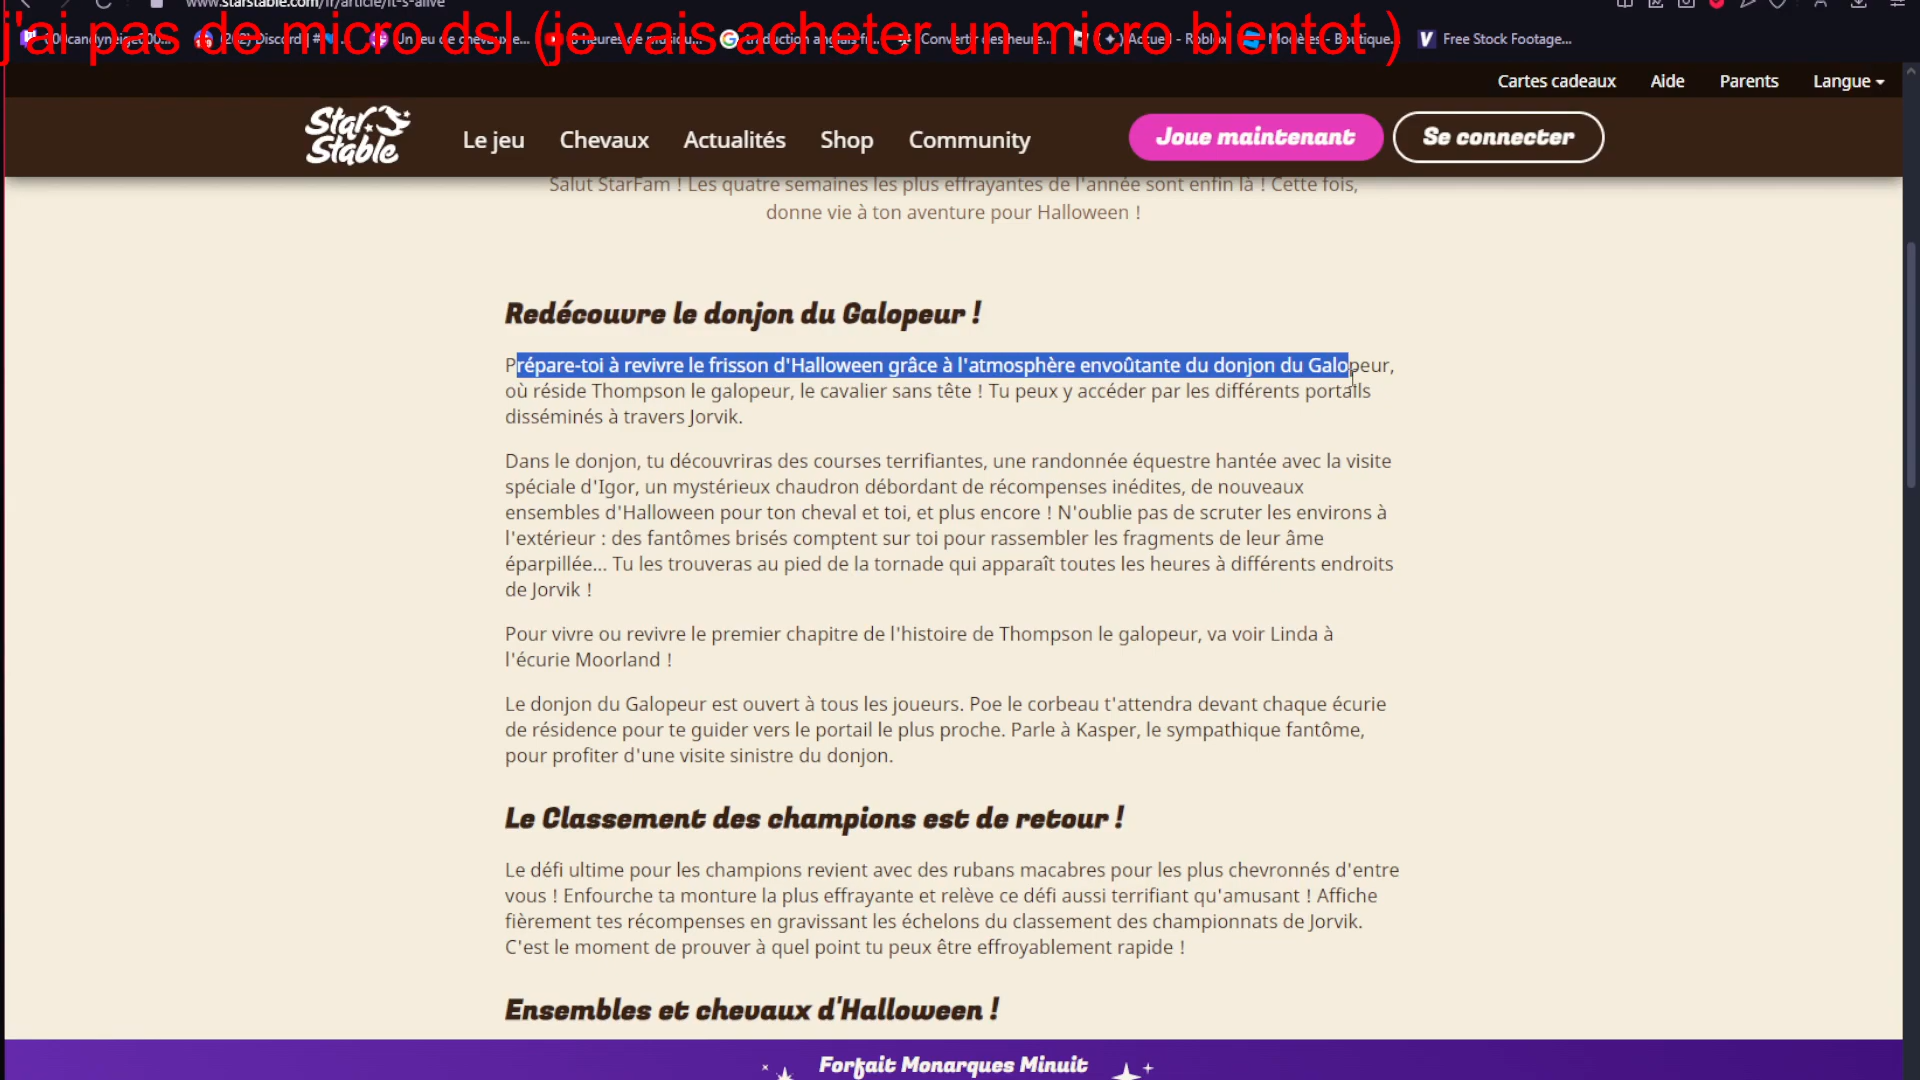 www.starstable.com/fr/article/it-s-alive
j'ai pas de micro dsl (je vais acheter un micro bientot )
Free Stock Footage...
Cartes cadeaux Aide Parents Langue
Star Stable
Le jeu Chevaux Actualités Shop Community Joue maintenant Se connecter
Salut StarFam ! Les quatre semaines les plus effrayantes de l'année sont enfin là ! Cette fois,
donne vie à ton aventure pour Halloween !
Redécouvre le donjon du Galopeur !
Prépare-toi à revivre le frisson d'Halloween grâce à l'atmosphère envoûtante du donjon du Galopeur,
où réside Thompson le galopeur, le cavalier sans tête ! Tu peux y accéder par les différents portails
disséminés à travers Jorvik.
Dans le donjon, tu découvriras des courses terrifiantes, une randonnée équestre hantée avec la visite
spéciale d'Igor, un mystérieux chaudron débordant de récompenses inédites, de nouveaux
ensembles d'Halloween pour ton cheval et toi, et plus encore ! N'oublie pas de scruter les environs à
l'extérieur : des fantômes brisés comptent sur toi pour rassembler les fragments de leur âme
éparpillée... Tu les trouveras au pied de la tornade qui apparaît toutes les heures à différents endroits
de Jorvik !
Pour vivre ou revivre le premier chapitre de l'histoire de Thompson le galopeur, va voir Linda à
l'écurie Moorland !
Le donjon du Galopeur est ouvert à tous les joueurs. Poe le corbeau t'attendra devant chaque écurie
de résidence pour te guider vers le portail le plus proche. Parle à Kasper, le sympathique fantôme,
pour profiter d'une visite sinistre du donjon.
Le Classement des champions est de retour !
Le défi ultime pour les champions revient avec des rubans macabres pour les plus chevronnés d'entre
vous ! Enfourche ta monture la plus effrayante et relève ce défi aussi terrifiant qu'amusant ! Affiche
fièrement tes récompenses en gravissant les échelons du classement des championnats de Jorvik.
C'est le moment de prouver à quel point tu peux être effroyablement rapide !
Ensembles et chevaux d'Halloween !
Forfait Monarques Minuit